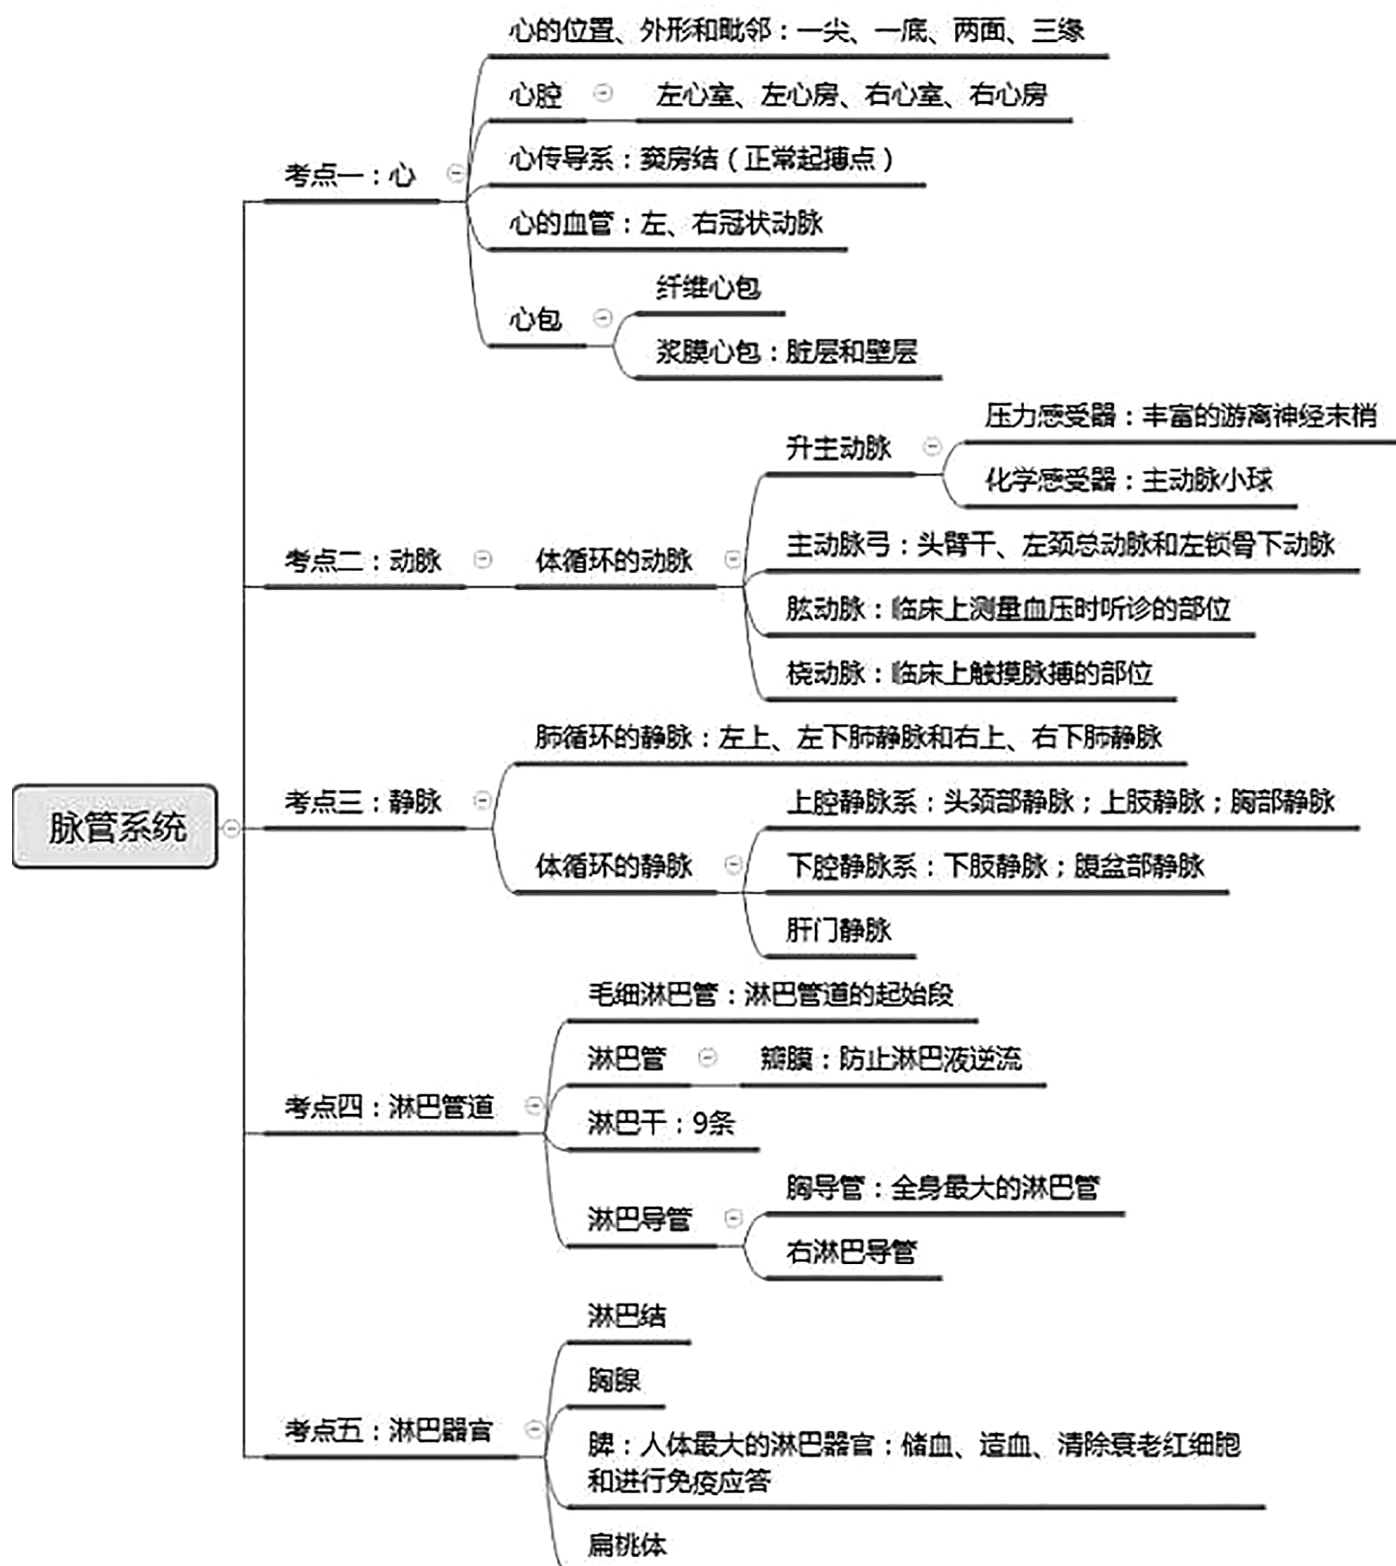 脉管系统
考点一：心
心的位置、外形和毗邻：一尖、一底、两面、三缘
心腔
左心室、左心房、右心室、右心房
心传导系：窦房结（正常起搏点）
心的血管：左、右冠状动脉
心包
纤维心包
浆膜心包：脏层和壁层
考点二：动脉
体循环的动脉
升主动脉
压力感受器：丰富的游离神经末梢
化学感受器：主动脉小球
主动脉弓：头臂干、左颈总动脉和左锁骨下动脉
肱动脉：临床上测量血压时听诊的部位
桡动脉：临床上触摸脉搏的部位
考点三：静脉
肺循环的静脉：左上、左下肺静脉和右上、右下肺静脉
体循环的静脉
上腔静脉系：头颈部静脉；上肢静脉；胸部静脉
下腔静脉系：下肢静脉；腹盆部静脉
肝门静脉
考点四：淋巴管道
毛细淋巴管：淋巴管道的起始段
淋巴管
瓣膜：防止淋巴液逆流
淋巴干：9条
淋巴导管
胸导管：全身最大的淋巴管
右淋巴导管
考点五：淋巴器官
淋巴结
胸腺
脾：人体最大的淋巴器官：储血、造血、清除衰老红细胞
和进行免疫应答
扁桃体